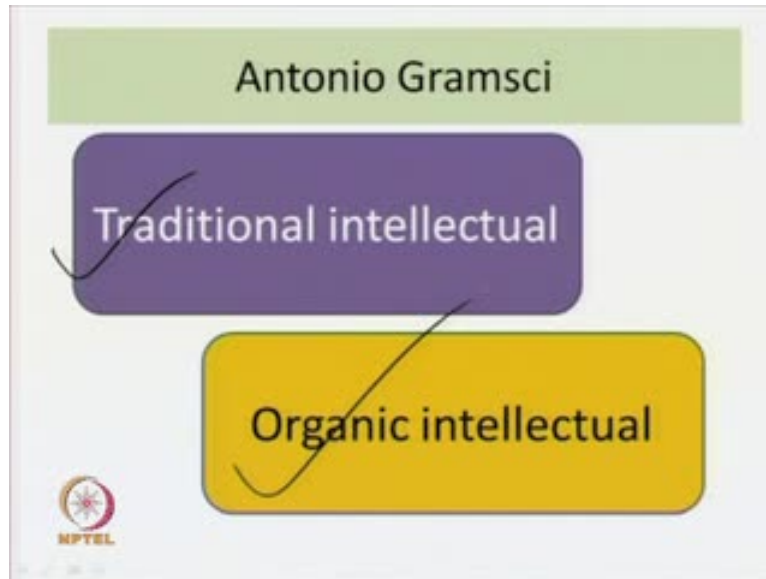 Antonio Gramsci
Traditional intellectual
Organic intellectual
NPTEL